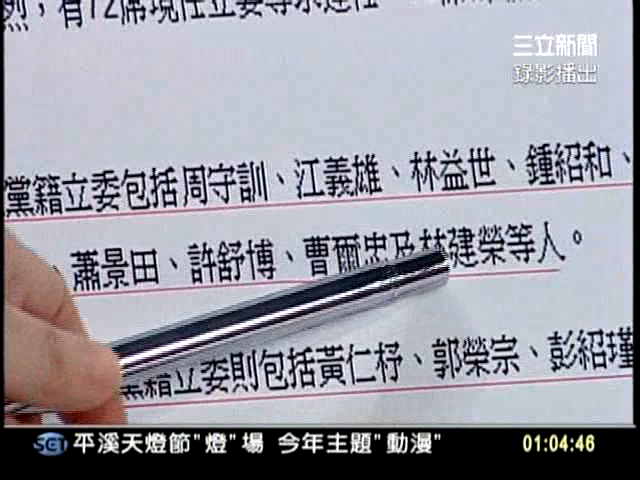 有72席現任立委尋求連任
三立新聞
錄影播出
黨籍立委包括周守訓、江義雄、林益世、鍾紹和、
、蕭景田、許舒博、曹爾忠及林建榮等人。
黨籍立委則包括黃仁杼、郭榮宗、彭紹瑾
SET 平溪天燈節"燈"場 今年主題"動漫" 01:04:46